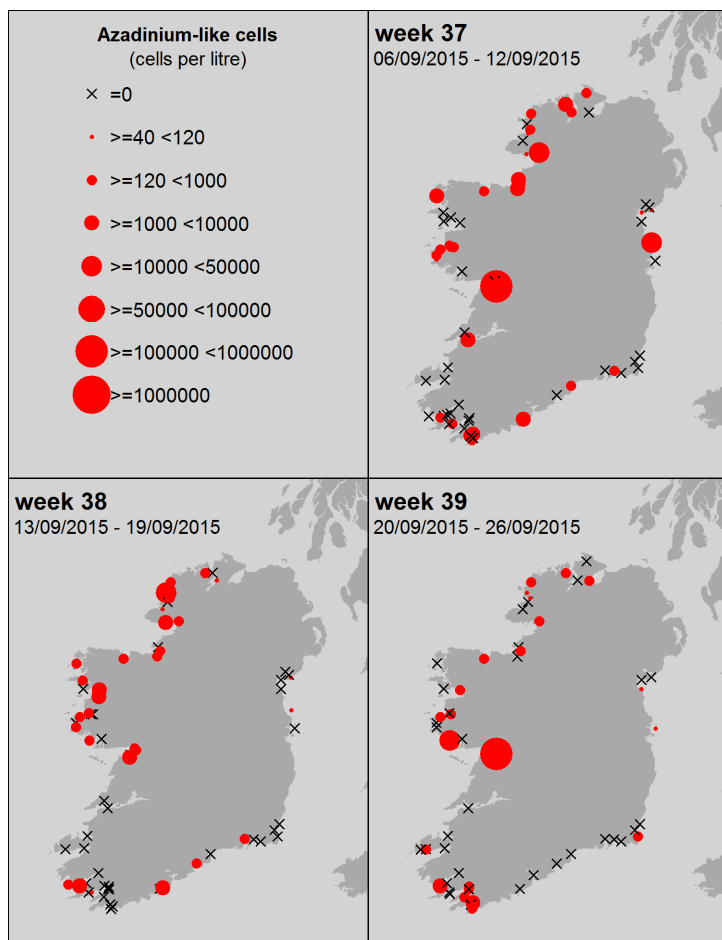 Azadinium-like cells
(cells per litre)
=0
>=40 <120
>=120 <1000
>=1000 <10000
>=10000 <50000
>=50000 <100000
>=100000 <1000000
>=1000000
week 37
06/09/2015 - 12/09/2015
week 38
13/09/2015 - 19/09/2015
week 39
20/09/2015 - 26/09/2015